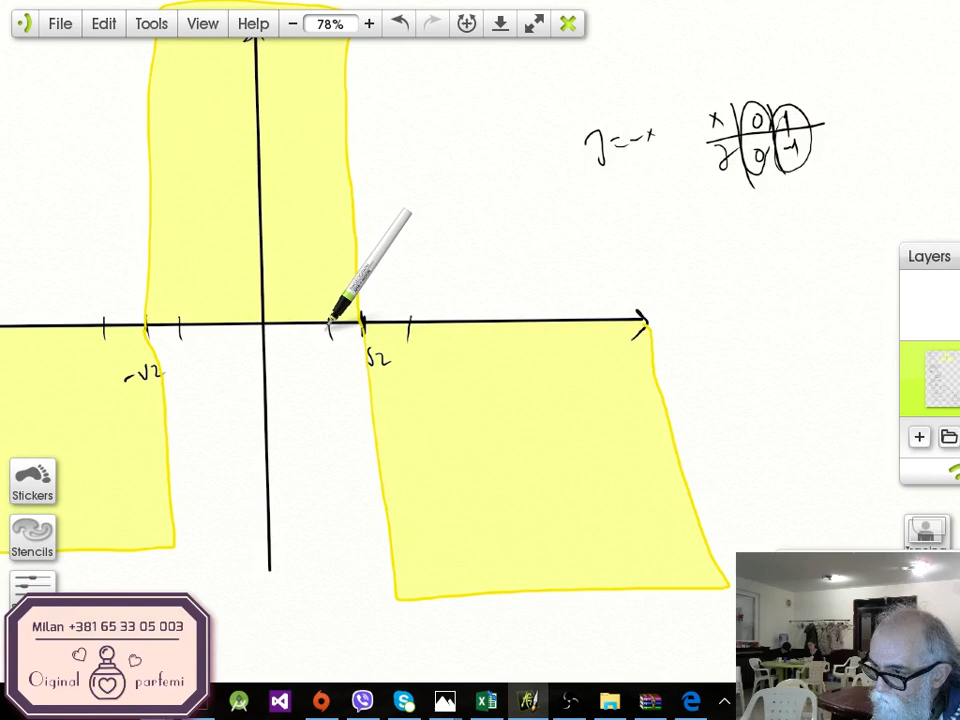 File Edit Tools View Help 78%
y=-x
x 0 1
y 0 -1
√2
-√2
Layers
Stickers
Stencils
Milan +381 65 33 05 003
Oiginal parfemi